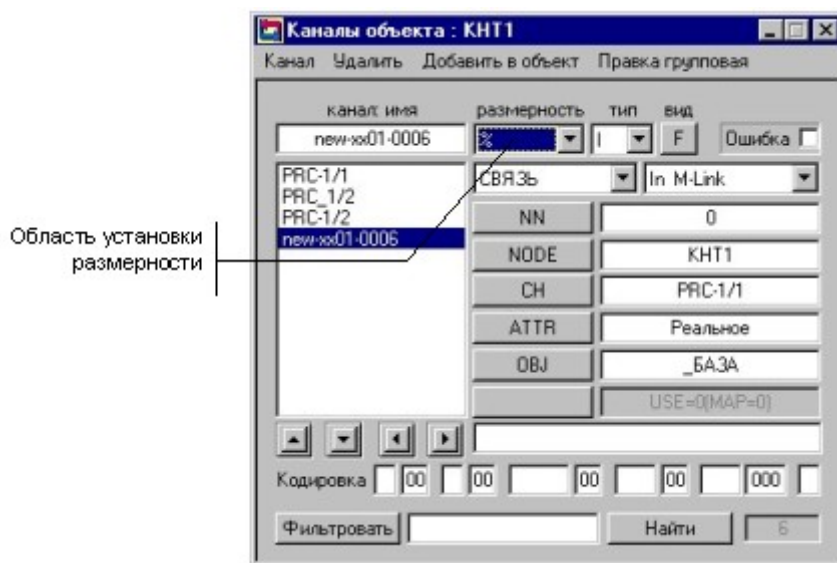 Каналы объекта : КНТ1
Канал Удалить Добавить в объект Правка групповая
канал: имя размерность тип вид
new-xx01-0006 % I F Ошибка
PRC-1/1
PRC_1/2
PRC-1/2
new-xx01-0006
СВЯЗЬ In M-Link
NN 0
NODE КНТ1
CH PRC-1/1
ATTR Реальное
OBJ _БАЗА
USE=0(MAP=0)
Область установки
размерности
Кодировка 00 00 00 00 000
Фильтровать Найти 6